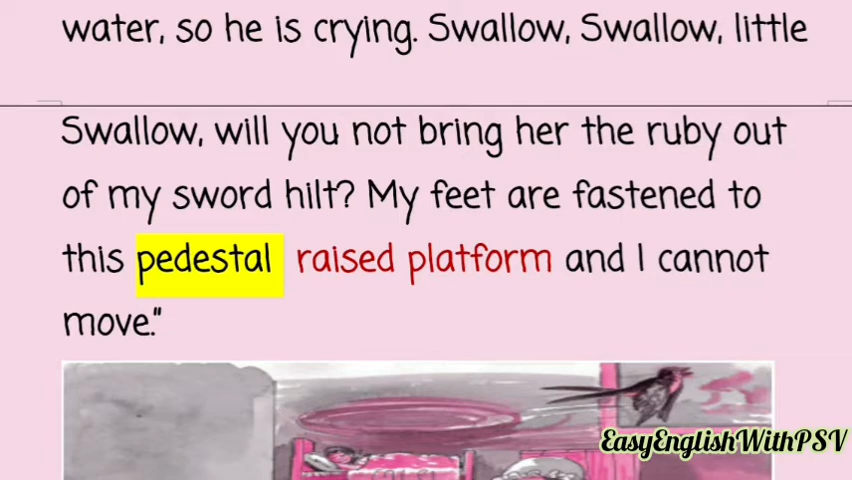 water, so he is crying. Swallow, Swallow, little
Swallow, will you not bring her the ruby out
of my sword hilt? My feet are fastened to
this pedestal raised platform and I cannot
move."
EasyEnglishWithPSV